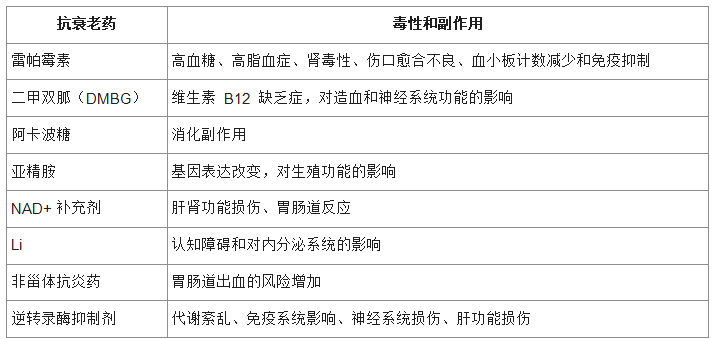 抗衰老药 毒性和副作用
雷帕霉素 高血糖、高脂血症、肾毒性、伤口愈合不良、血小板计数减少和免疫抑制
二甲双胍（DMBG） 维生素 B12 缺乏症，对造血和神经系统功能的影响
阿卡波糖 消化副作用
亚精胺 基因表达改变，对生殖功能的影响
NAD+ 补充剂 肝肾功能损伤、胃肠道反应
Li 认知障碍和对内分泌系统的影响
非甾体抗炎药 胃肠道出血的风险增加
逆转录酶抑制剂 代谢紊乱、免疫系统影响、神经系统损伤、肝功能损伤